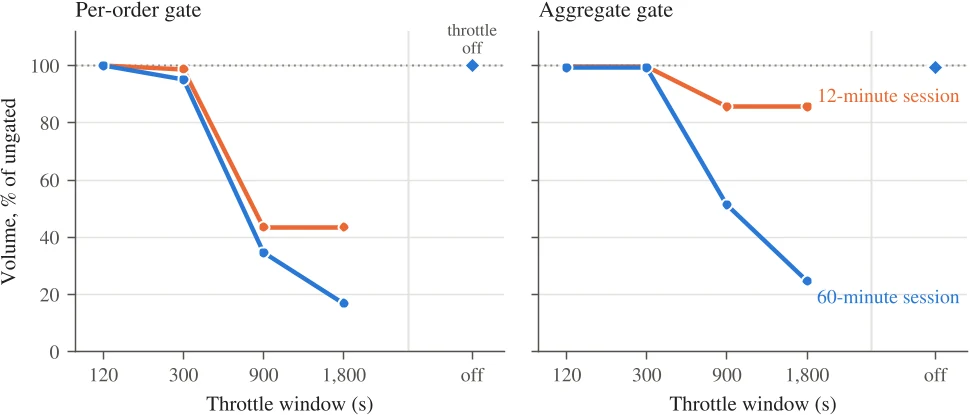 Per-order gate
Aggregate gate
throttle
off
Volume, % of ungated
100
80
60
40
20
0
12-minute session
60-minute session
120 300 900 1,800 off
120 300 900 1,800 off
Throttle window (s)
Throttle window (s)